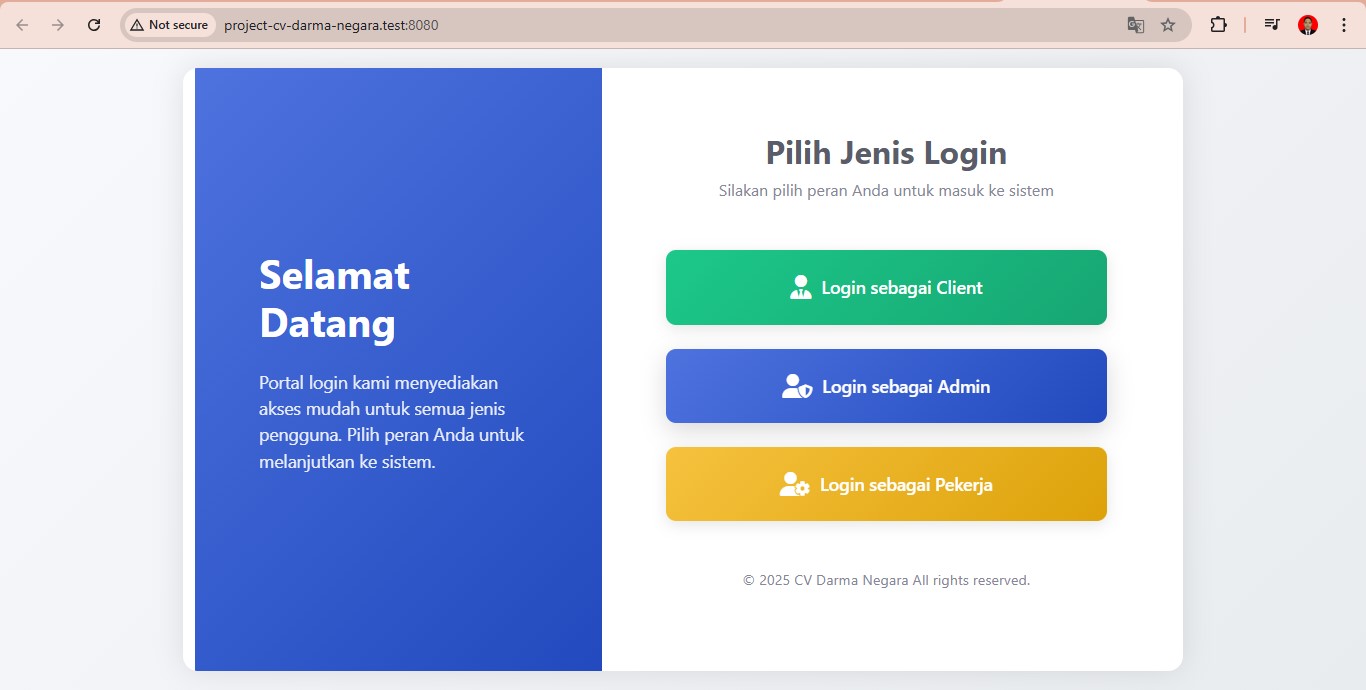 Not secure
project-cv-darma-negara.test:8080
Selamat
Datang
Portal login kami menyediakan
akses mudah untuk semua jenis
pengguna. Pilih peran Anda untuk
melanjutkan ke sistem.
Pilih Jenis Login
Silakan pilih peran Anda untuk masuk ke sistem
Login sebagai Client
Login sebagai Admin
Login sebagai Pekerja
© 2025 CV Darma Negara All rights reserved.